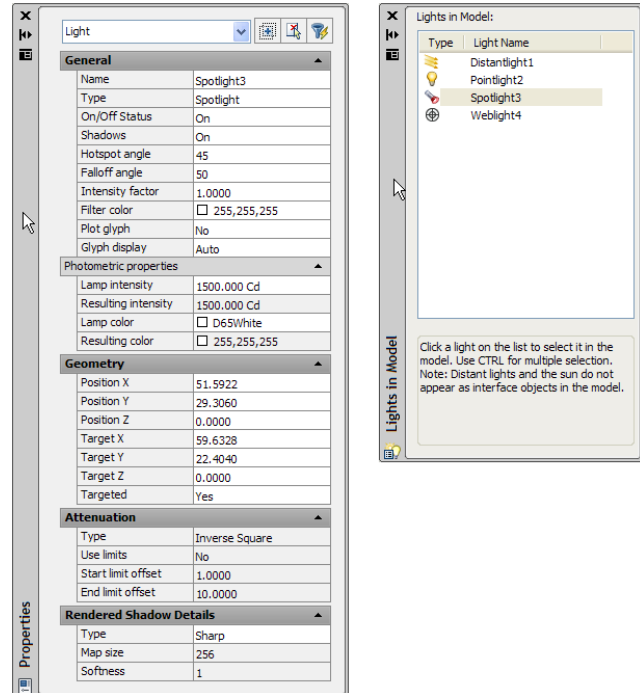 Light
General
Name Spotlight3
Type Spotlight
On/Off Status On
Shadows On
Hotspot angle 45
Falloff angle 50
Intensity factor 1.0000
Filter color 255,255,255
Plot glyph No
Glyph display Auto
Photometric properties
Lamp intensity 1500.000 Cd
Resulting intensity 1500.000 Cd
Lamp color D65White
Resulting color 255,255,255
Geometry
Position X 51.5922
Position Y 29.3060
Position Z 0.0000
Target X 59.6328
Target Y 22.4040
Target Z 0.0000
Targeted Yes
Attenuation
Type Inverse Square
Use limits No
Start limit offset 1.0000
End limit offset 10.0000
Rendered Shadow Details
Type Sharp
Map size 256
Softness 1
Properties
Lights in Model:
Type Light Name
Distantlight1
Pointlight2
Spotlight3
Weblight4
Click a light on the list to select it in the
model. Use CTRL for multiple selection.
Note: Distant lights and the sun do not
appear as interface objects in the model.
Lights in Model